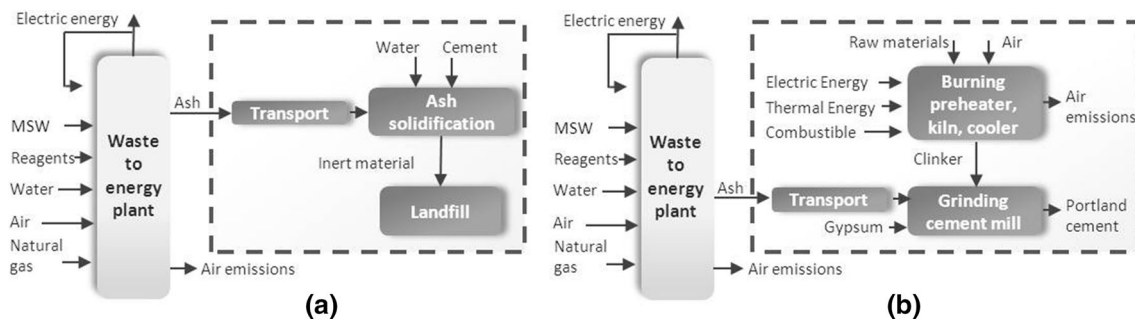 Electric energy
MSW
Reagents
Water
Air
Natural
gas
Waste
to
energy
plant
Ash
Air emissions
Transport
Water
Cement
Ash
solidification
Inert material
Landfill
(a)
Electric energy
MSW
Reagents
Water
Air
Natural
gas
Waste
to
energy
plant
Ash
Air emissions
Raw materials
Air
Electric Energy
Thermal Energy
Combustible
Burning
preheater,
kiln, cooler
Air
emissions
Clinker
Transport
Gypsum
Grinding
cement mill
Portland
cement
(b)